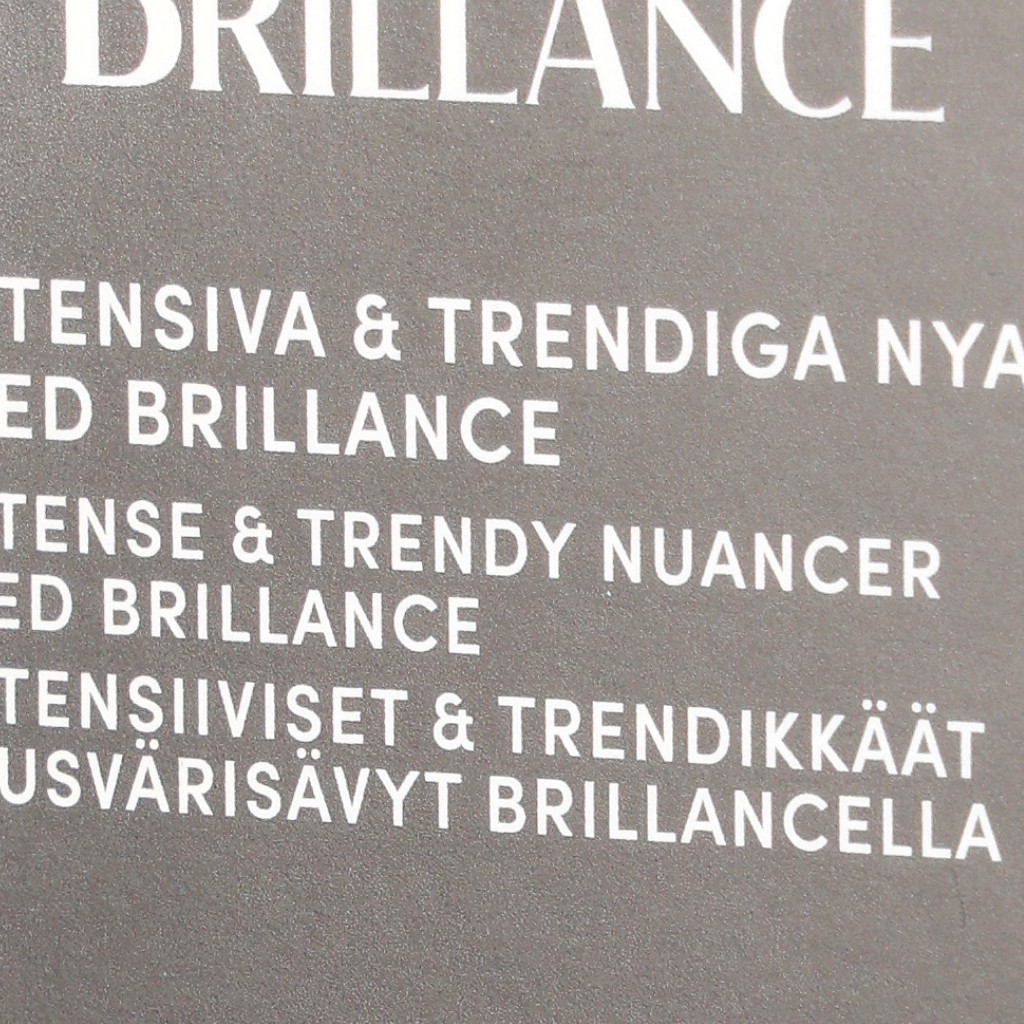 BRILLANCE
TENSIVA & TRENDIGA NYA
ED BRILLANCE
TENSE & TRENDY NUANCER
ED BRILLANCE
TENSIIVISET & TRENDIKKÄÄT
USVÄRISÄVYT BRILLANCELLA